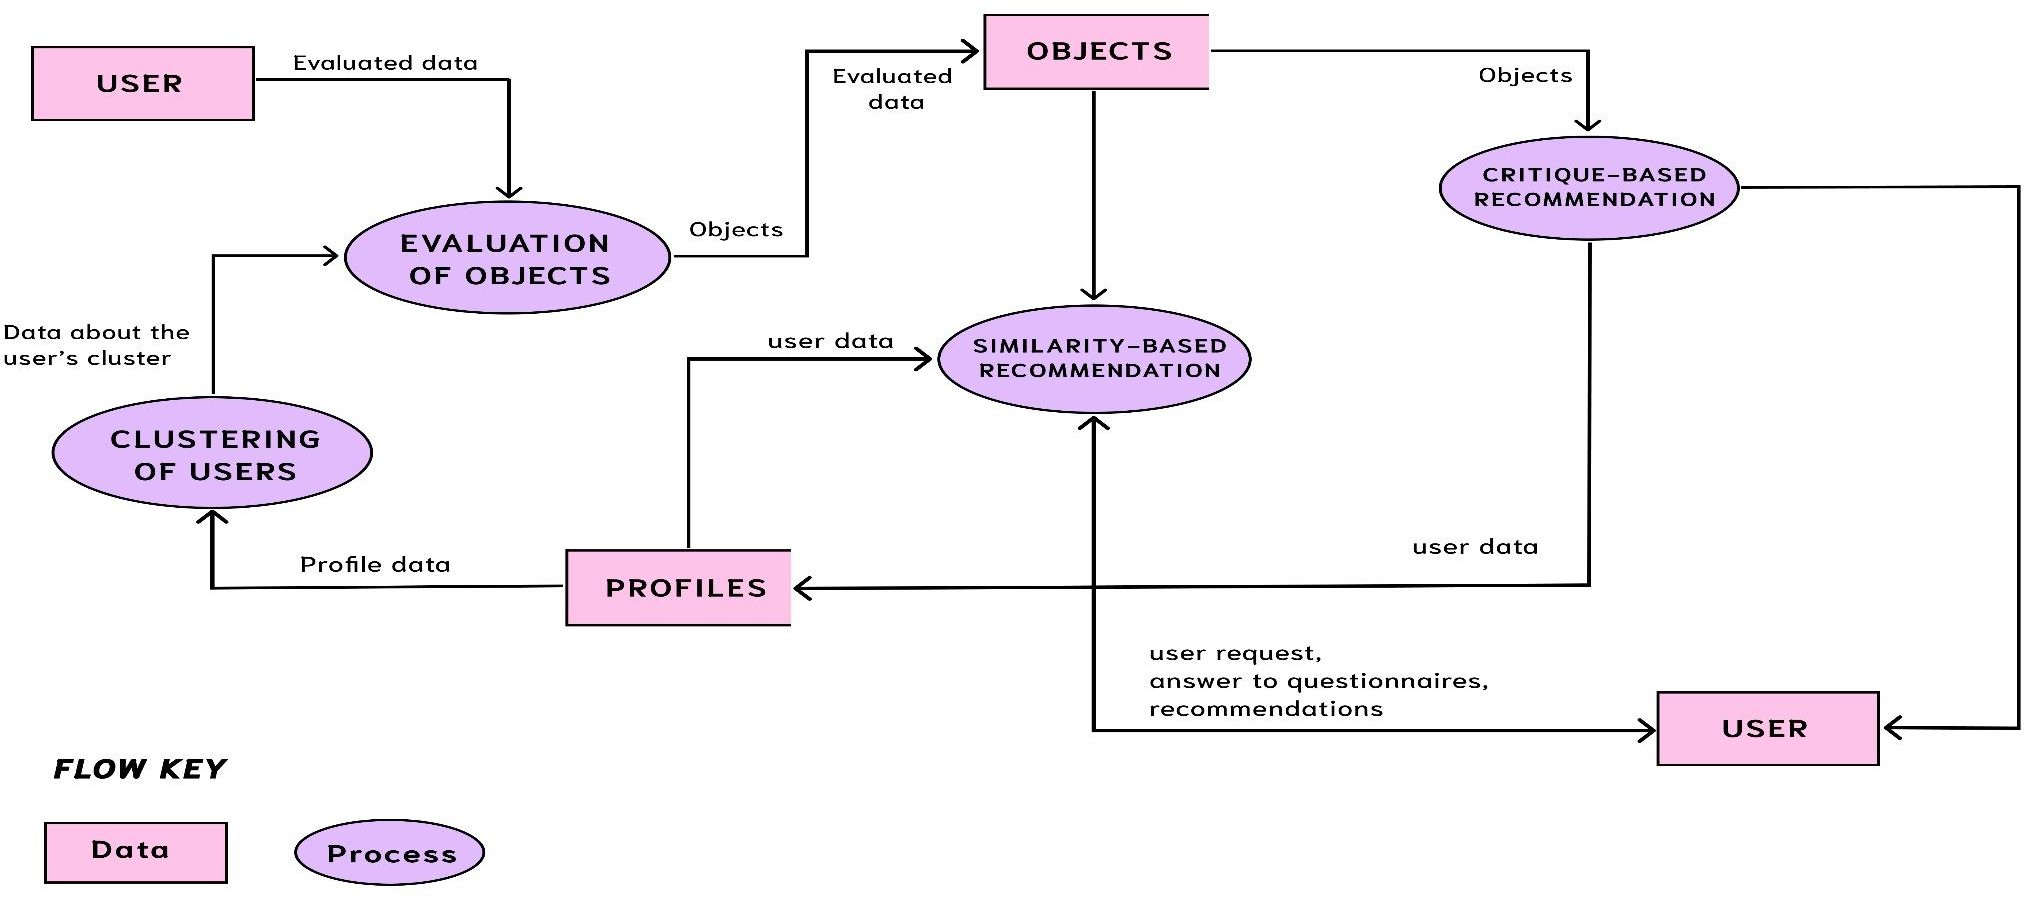 USER
Evaluated data
Evaluated
data
OBJECTS
Objects
CRITIQUE-BASED
RECOMMENDATION
EVALUATION
OF OBJECTS
Objects
Data about the
user's cluster
user data
SIMILARITY-BASED
RECOMMENDATION
CLUSTERING
OF USERS
Profile data
PROFILES
user data
user request,
answer to questionnaires,
recommendations
USER
FLOW KEY
Data
Process